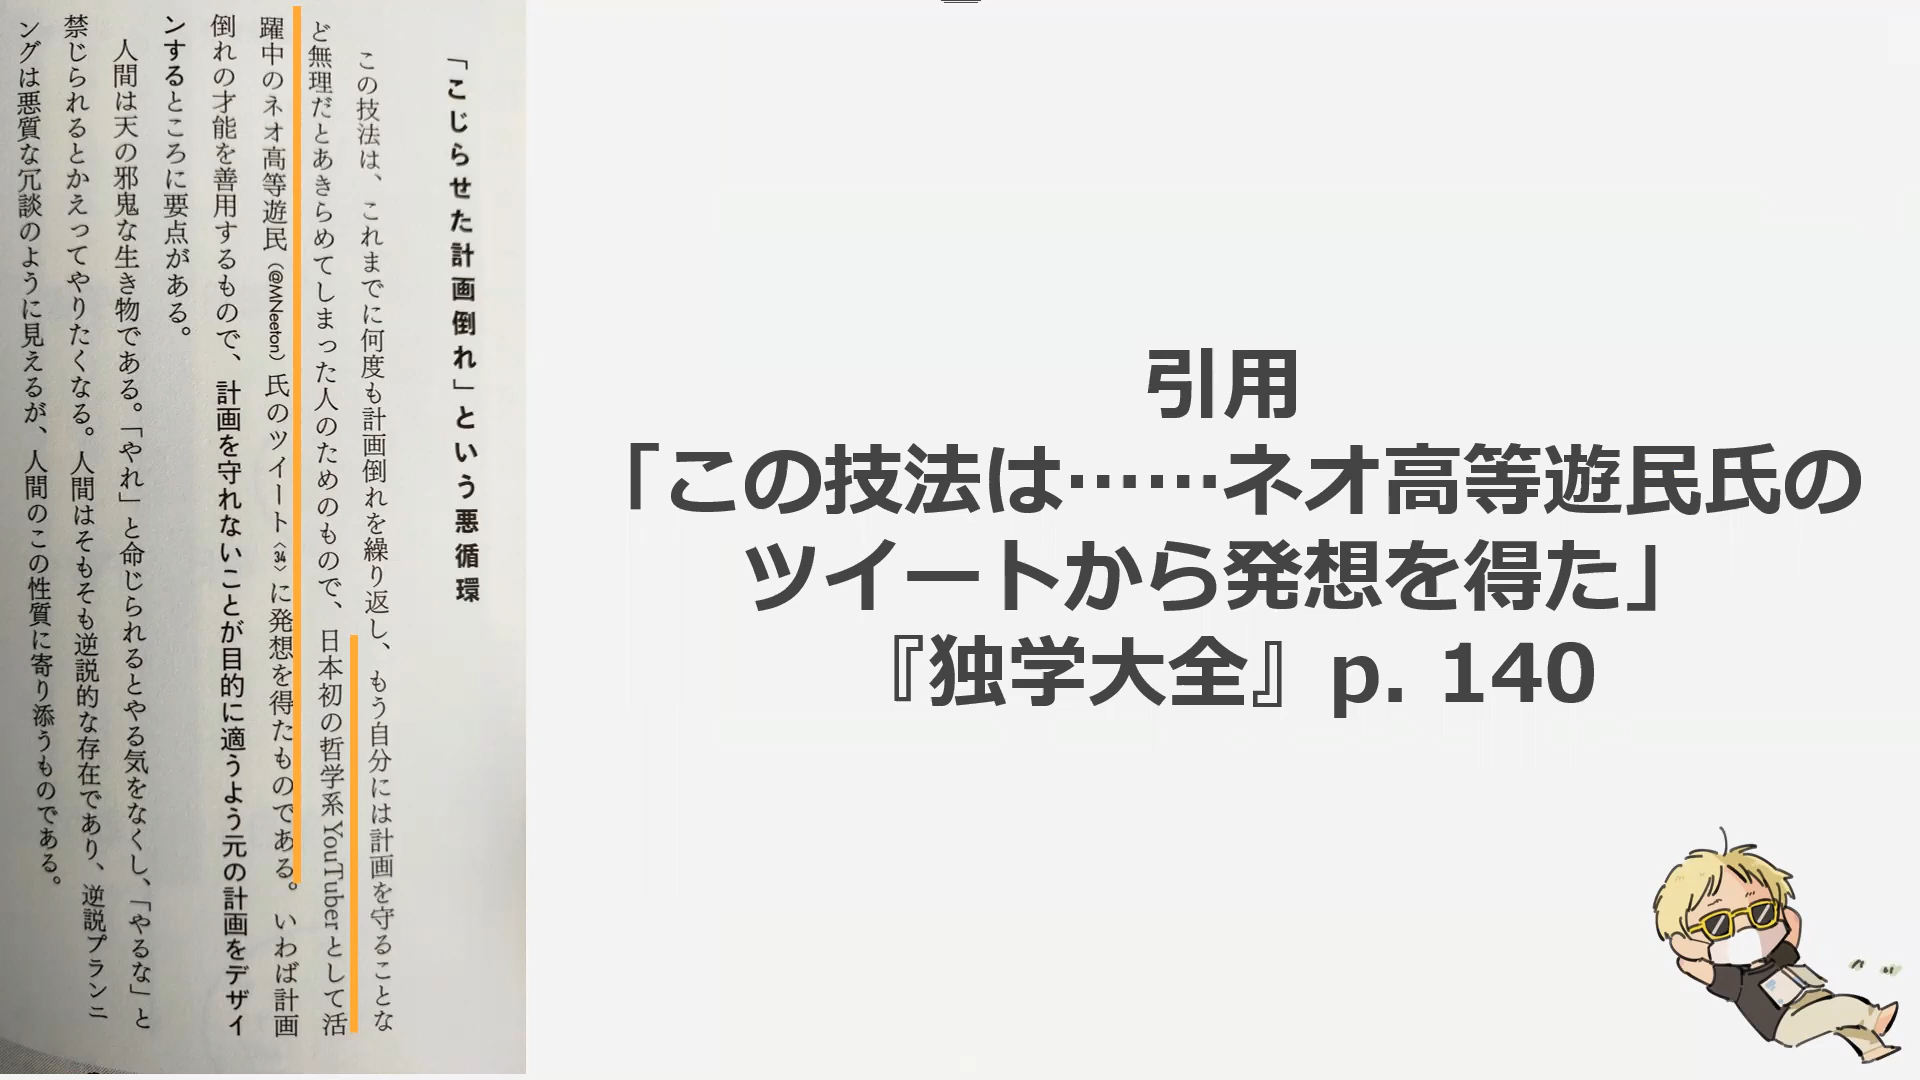 「こじらせた計画倒れ」という悪循環
この技法は、これまでに何度も計画倒れを繰り返し、もう自分には計画を守ることな
ど無理だとあきらめてしまった人のためのもので、日本初の哲学系YouTuberとして活
躍中のネオ高等遊民（@MNeeton）氏のツイート〈34〉に発想を得たものである。いわば計画
倒れの才能を善用するもので、計画を守れないことが目的に適うよう元の計画をデザイ
ンするところに要点がある。
人間は天の邪鬼な生き物である。「やれ」と命じられるとやる気をなくし、「やるな」と
禁じられるとかえってやりたくなる。人間はそもそも逆説的な存在であり、逆説プランニ
ングは悪質な冗談のように見えるが、人間のこの性質に寄り添うものである。
引用
「この技法は……ネオ高等遊民氏の
ツイートから発想を得た」
『独学大全』p. 140